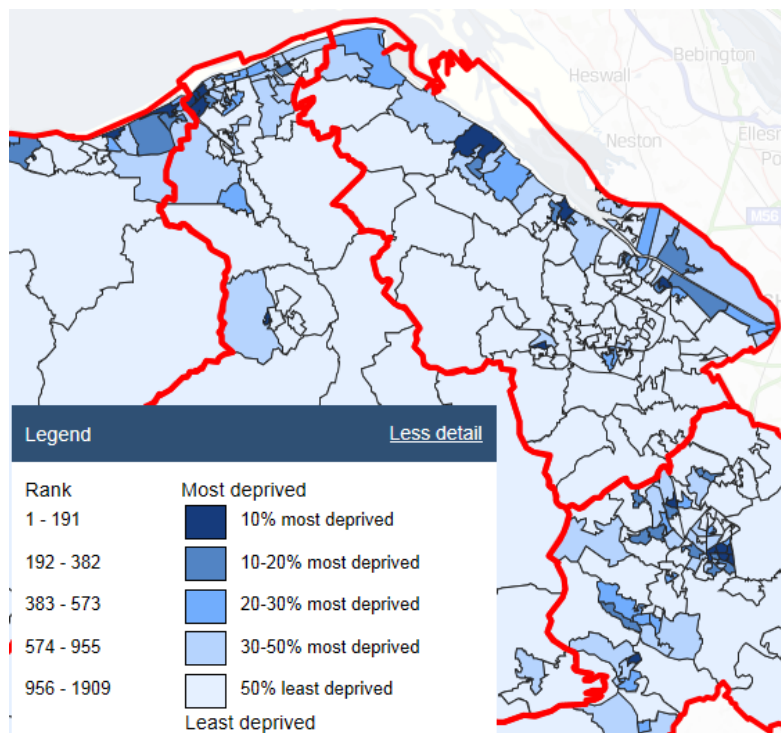 Bebington
Heswall
Neston
Ellesm
Po
M56
Legend Less detail
Rank Most deprived
1 - 191 10% most deprived
192 - 382 10-20% most deprived
383 - 573 20-30% most deprived
574 - 955 30-50% most deprived
956 - 1909 50% least deprived
Least deprived